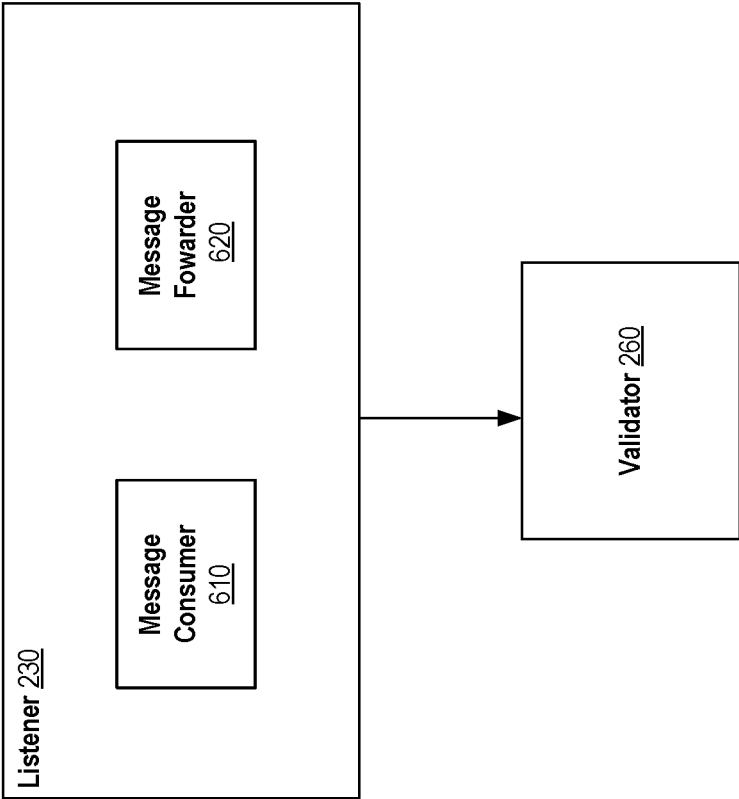 Listener 230
Message
Consumer
610
Message
Fowarder
620
Validator 260